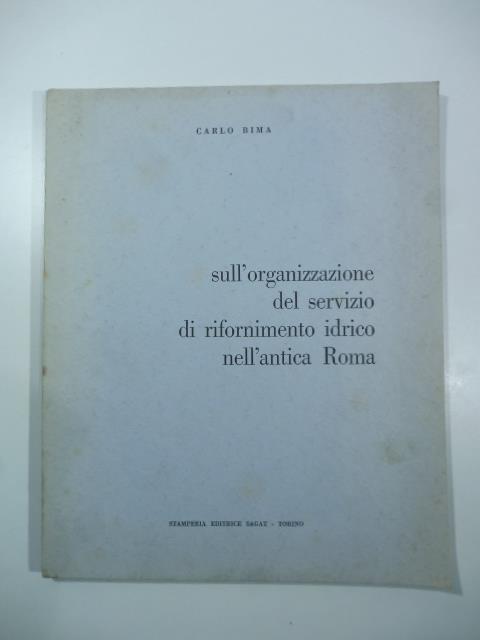 CARLO BIMA
sull'organizzazione
del servizio
di rifornimento idrico
nell'antica Roma
STAMPERIA EDITRICE SAGAT - TORINO